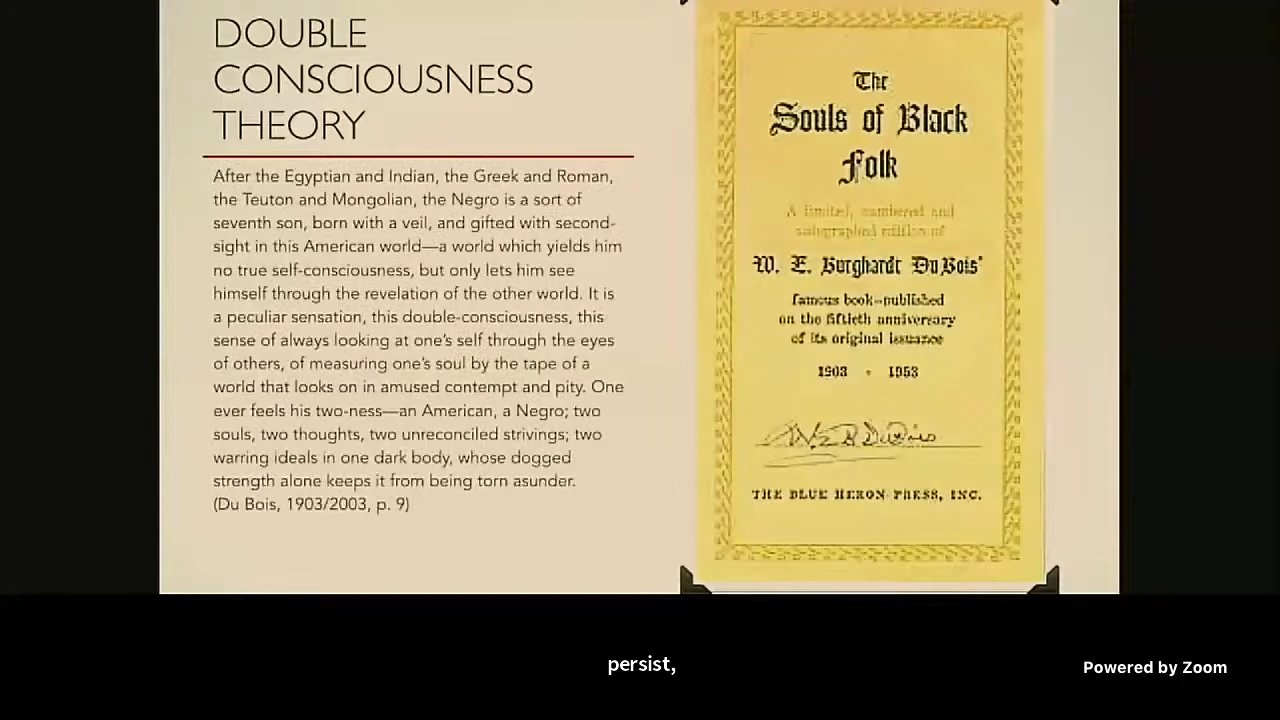 DOUBLE
CONSCIOUSNESS
THEORY
After the Egyptian and Indian, the Greek and Roman,
the Teuton and Mongolian, the Negro is a sort of
seventh son, born with a veil, and gifted with second-
sight in this American world—a world which yields him
no true self-consciousness, but only lets him see
himself through the revelation of the other world. It is
a peculiar sensation, this double-consciousness, this
sense of always looking at one’s self through the eyes
of others, of measuring one’s soul by the tape of a
world that looks on in amused contempt and pity. One
ever feels his two-ness—an American, a Negro; two
souls, two thoughts, two unreconciled strivings; two
warring ideals in one dark body, whose dogged
strength alone keeps it from being torn asunder.
(Du Bois, 1903/2003, p. 9)
The
Souls of Black
Folk
A limited, numbered and
autographed edition of
W. E. Burghardt DuBois'
famous book—published
on the fiftieth anniversary
of its original issuance
1903 • 1953
W E B DuBois
THE BLUE HERON PRESS, INC.
persist,
Powered by Zoom